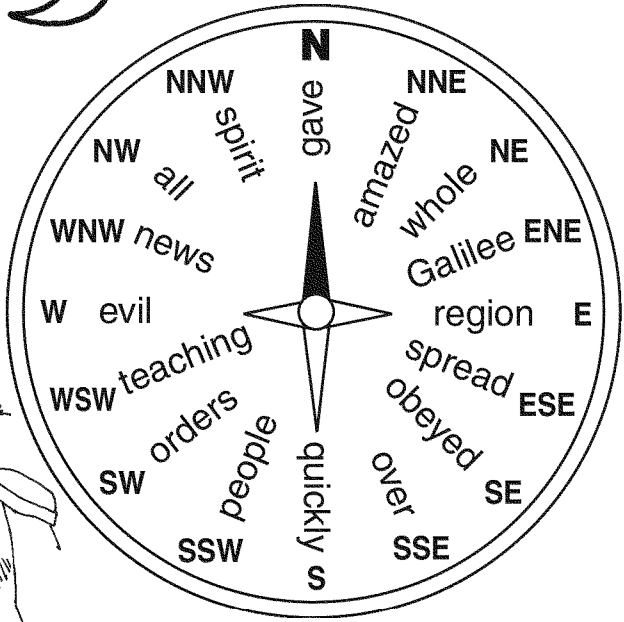 N
gave
NNE
amazed
NE
whole
ENE
Galilee
E
region
ESE
spread
SE
obeyed
SSE
over
S
quickly
SSW
people
SW
orders
WSW
teaching
W
evil
WNW
news
NW
all
NNW
spirit